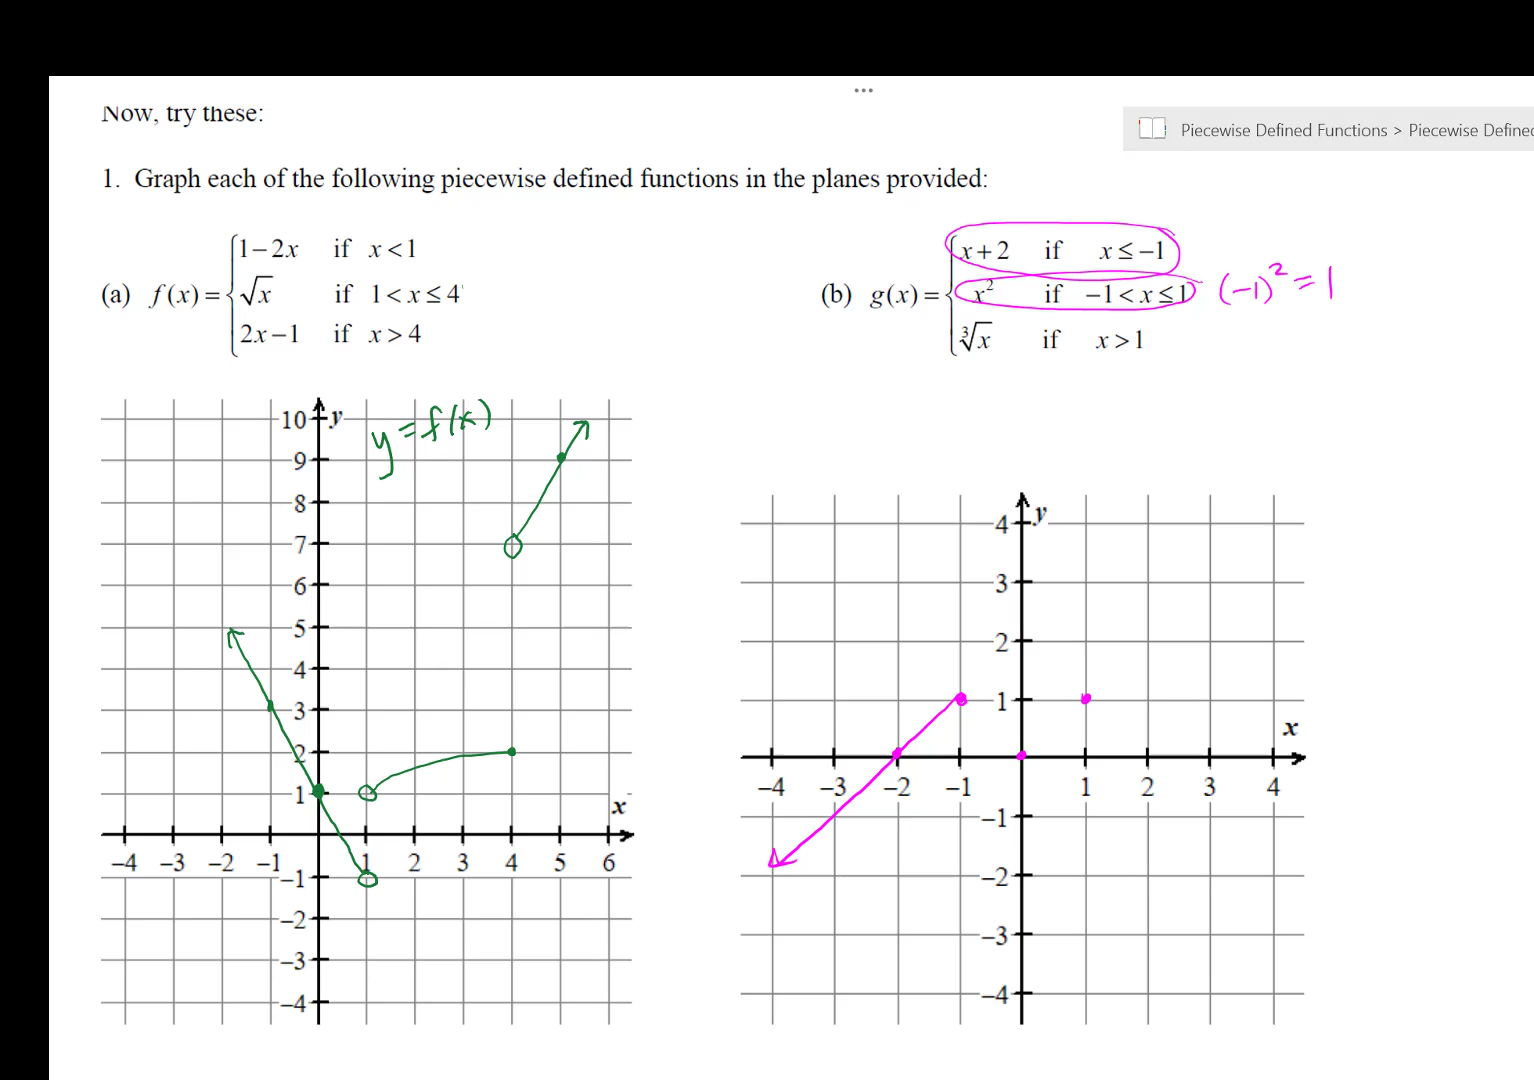 •••
Now, try these:
Piecewise Defined Functions > Piecewise Define
1. Graph each of the following piecewise defined functions in the planes provided:
(a) f(x) = { 1−2x if x<1
√x if 1<x≤4
2x−1 if x>4
(b) g(x) = { x+2 if x≤−1
x² if −1<x≤1 (-1)² = 1
∛x if x>1
y = f(x)
10 y
9
8
7
6
5
4
3
2
1
x
−4 −3 −2 −1 1 2 3 4 5 6
−1
−2
−3
−4
4 y
3
2
1
x
−4 −3 −2 −1 1 2 3 4
−1
−2
−3
−4